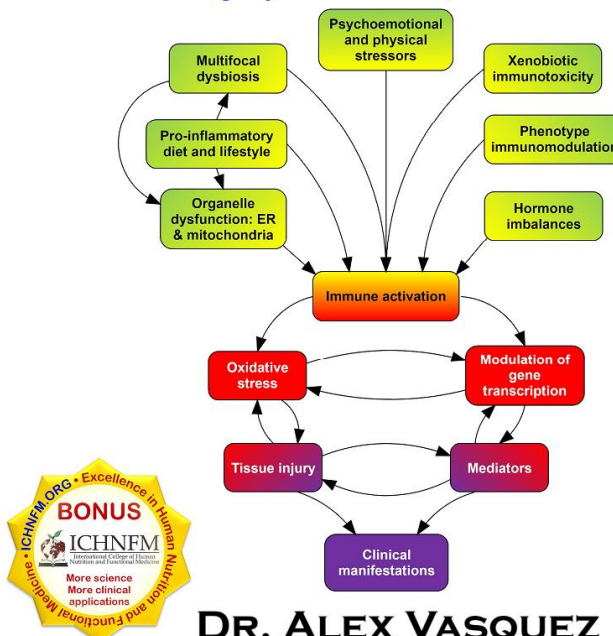 Psychoemotional
and physical
stressors
Multifocal
dysbiosis
Xenobiotic
immunotoxicity
Pro-inflammatory
diet and lifestyle
Phenotype
immunomodulation
Organelle
dysfunction: ER
& mitochondria
Hormone
imbalances
Immune activation
Oxidative
stress
Modulation of
gene
transcription
Tissue injury
Mediators
Clinical
manifestations
ICHNFM.ORG • Excellence in Human Nutrition and Functional Medicine •
BONUS
ICHNFM
International College of Human
Nutrition and Functional Medicine
More science
More clinical
applications
DR. ALEX VASQUEZ